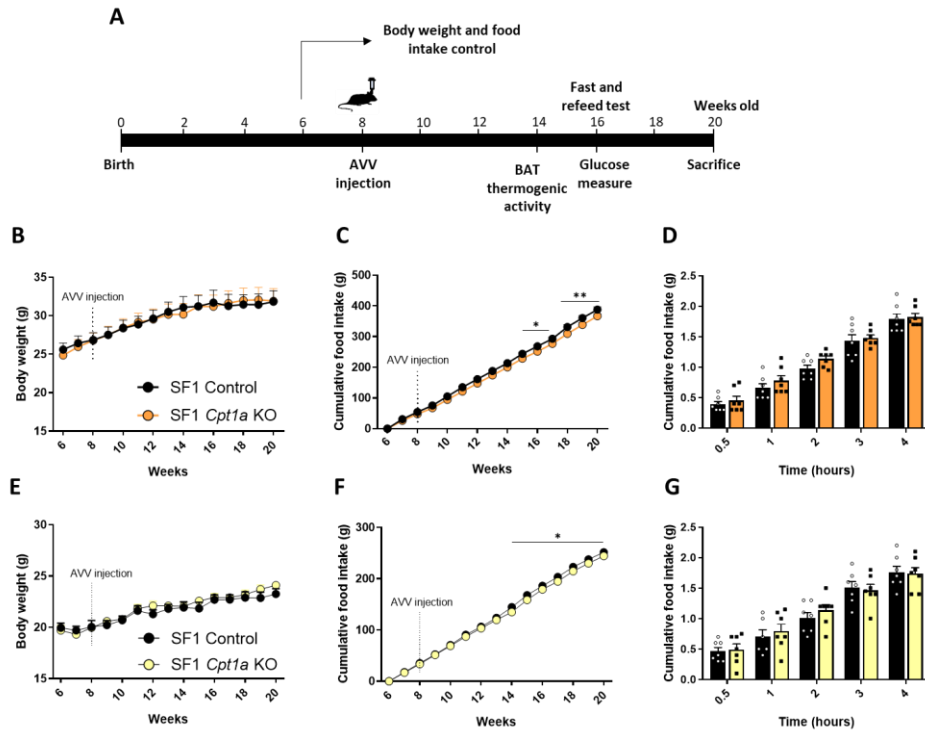 A
Body weight and food
intake control
Fast and
refeed test
Weeks old
0 2 4 6 8 10 12 14 16 18 20
Birth
AVV
injection
BAT
thermogenic
activity
Glucose
measure
Sacrifice
B
Body weight (g)
35
30
25
20
15
AVV injection
SF1 Control
SF1 Cpt1a KO
6 8 10 12 14 16 18 20
Weeks
C
Cumulative food intake (g)
500
400
300
200
100
0
AVV injection
*
**
6 8 10 12 14 16 18 20
Weeks
D
Cumulative food intake (g)
2.5
2.0
1.5
1.0
0.5
0.0
0.5 1 2 3 4
Time (hours)
E
Body weight (g)
30
25
20
15
AVV injection
SF1 Control
SF1 Cpt1a KO
6 8 10 12 14 16 18 20
Weeks
F
Cumulative food intake (g)
300
200
100
0
AVV injection
*
6 8 10 12 14 16 18 20
Weeks
G
Cumulative food intake (g)
2.5
2.0
1.5
1.0
0.5
0.0
0.5 1 2 3 4
Time (hours)